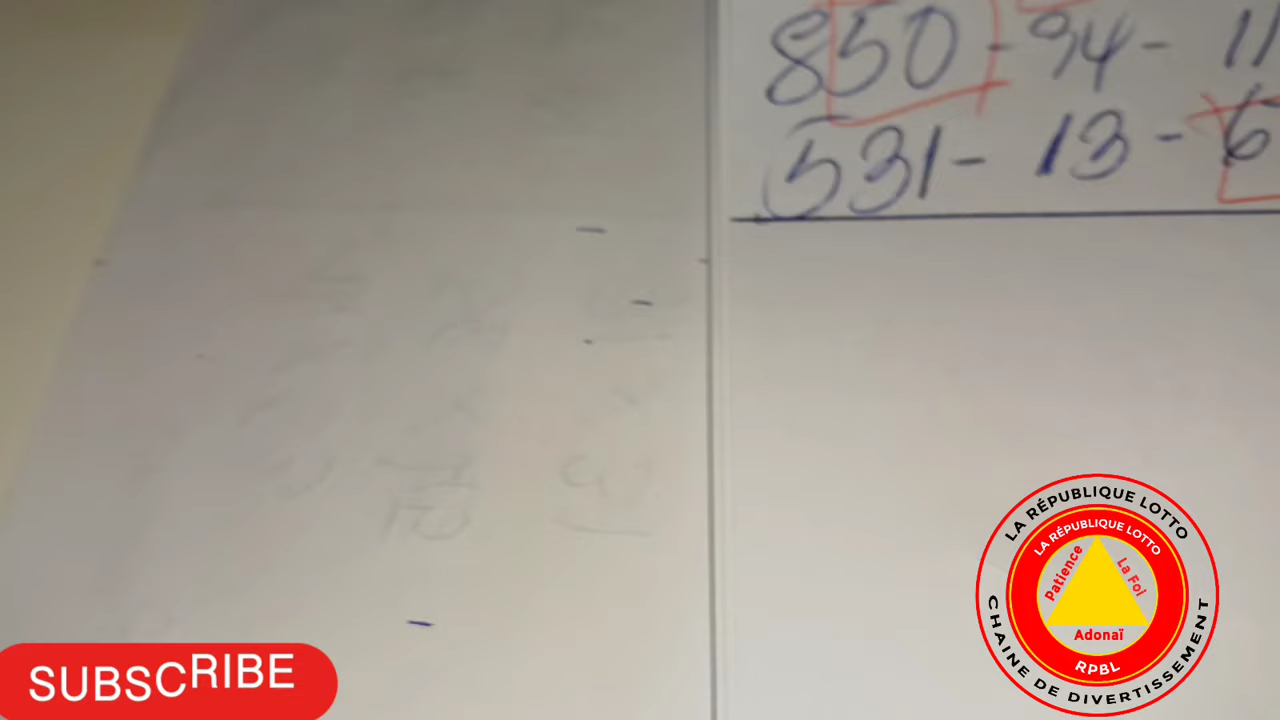 850 - 94 - 11
531 - 13 - 6
LA RÉPUBLIQUE LOTTO
LA RÉPUBLIQUE LOTTO
Patience
La Foi
Adonaï
RPBL
CHAINE DE DIVERTISSEMENT
SUBSCRIBE